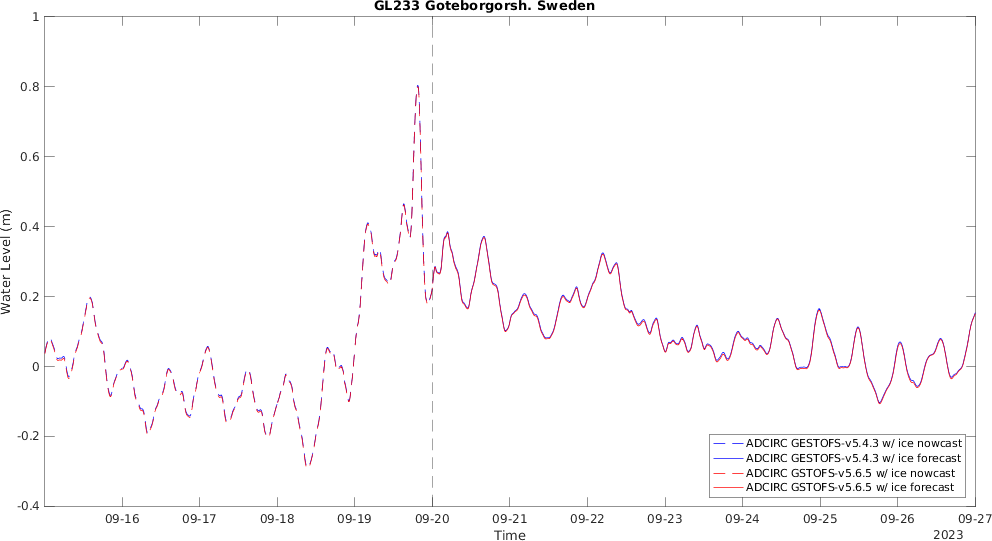 GL233 Goteborgorsh. Sweden
1
0.8
0.6
0.4
0.2
0
-0.2
-0.4
Water Level (m)
ADCIRC GESTOFS-v5.4.3 w/ ice nowcast
ADCIRC GESTOFS-v5.4.3 w/ ice forecast
ADCIRC GSTOFS-v5.6.5 w/ ice nowcast
ADCIRC GSTOFS-v5.6.5 w/ ice forecast
09-16 09-17 09-18 09-19 09-20 09-21 09-22 09-23 09-24 09-25 09-26 09-27
Time
2023